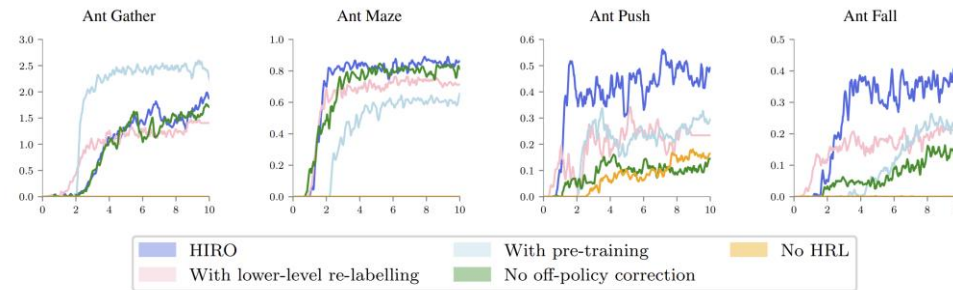 Ant Gather
Ant Maze
Ant Push
Ant Fall
3.0
2.5
2.0
1.5
1.0
0.5
0.0
0 2 4 6 8 10
1.0
0.8
0.6
0.4
0.2
0.0
0 2 4 6 8 10
0.6
0.5
0.4
0.3
0.2
0.1
0.0
0 2 4 6 8 10
0.5
0.4
0.3
0.2
0.1
0.0
0 2 4 6 8
HIRO
With pre-training
No HRL
With lower-level re-labelling
No off-policy correction